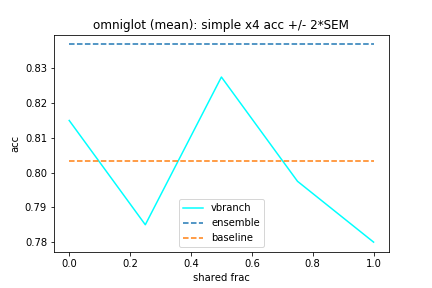 omniglot (mean): simple x4 acc +/- 2*SEM
acc
0.83
0.82
0.81
0.80
0.79
0.78
vbranch
ensemble
baseline
0.0 0.2 0.4 0.6 0.8 1.0
shared frac